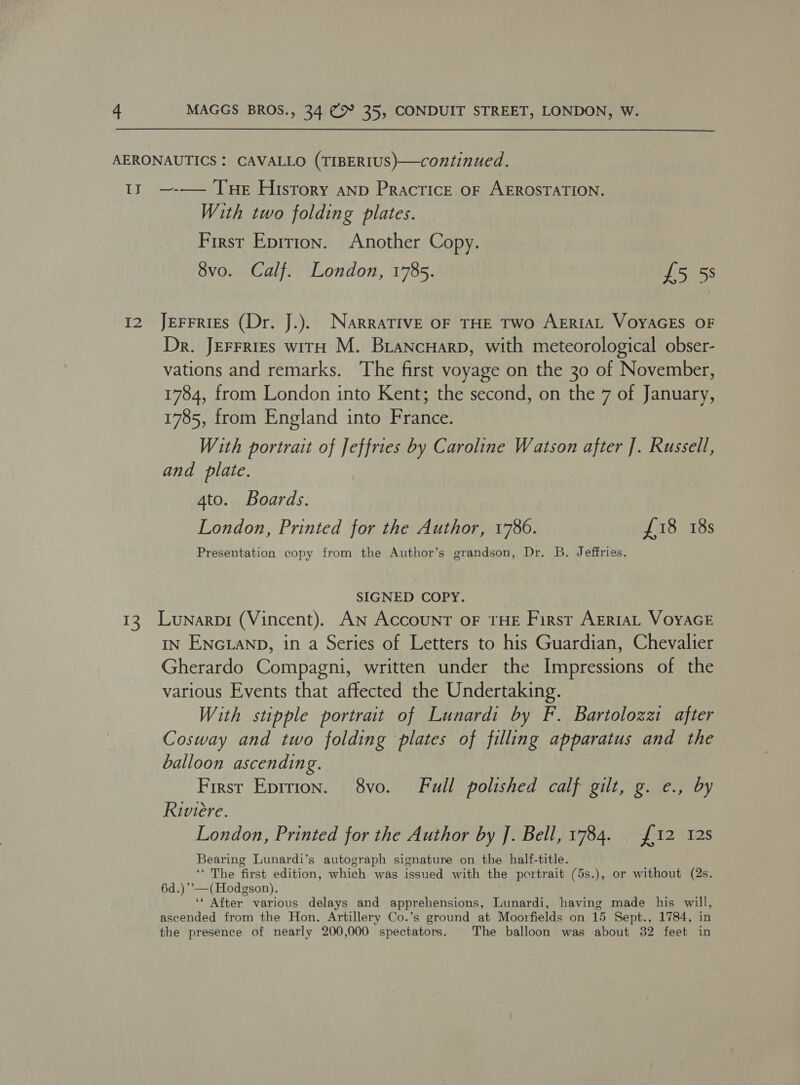 4 MAGGS BROS., 34 & 35, CONDUIT STREET, LONDON, W.
AERONAUTICS: CAVALLO (TIBERIUS)—continued.
11 —-— THE HISTORY AND PRACTICE OF AEROSTATION.
With two folding plates.
FIRST EDITION. Another Copy.
8vo. Calf. London, 1785. £5 5s
12 JEFFRIES (Dr. J.). NARRATIVE OF THE TWO AERIAL VOYAGES OF
DR. JEFFRIES WITH M. BLANCHARD, with meteorological obser-
vations and remarks. The first voyage on the 30 of November,
1784, from London into Kent; the second, on the 7 of January,
1785, from England into France.
With portrait of Jeffries by Caroline Watson after J. Russell,
and plate.
4to. Boards.
London, Printed for the Author, 1786. £18 18s
Presentation copy from the Author's grandson, Dr. B. Jeffries.
SIGNED COPY.
13 LUNARDI (Vincent). AN ACCOUNT OF THE FIRST AERIAL VOYAGE
IN ENGLAND, in a Series of Letters to his Guardian, Chevalier
Gherardo Compagni, written under the Impressions of the
various Events that affected the Undertaking.
With stipple portrait of Lunardi by F. Bartolozzi after
Cosway and two folding plates of filling apparatus and the
balloon ascending.
FIRST EDITION. 8vo. Full polished calf gilt, g. e., by
Rivière.
London, Printed for the Author by J. Bell, 1784. £12 12s
Bearing Lunardi's autograph signature on the half-title.
"The first edition, which was issued with the portrait (5s.), or without (2s.
6d.)"—(Hodgson).
"After various delays and apprehensions, Lunardi, having made his will,
ascended from the Hon. Artillery Co.'s ground at Moorfields on 15 Sept., 1784, in
the presence of nearly 200,000 spectators. The balloon was about 32 feet in